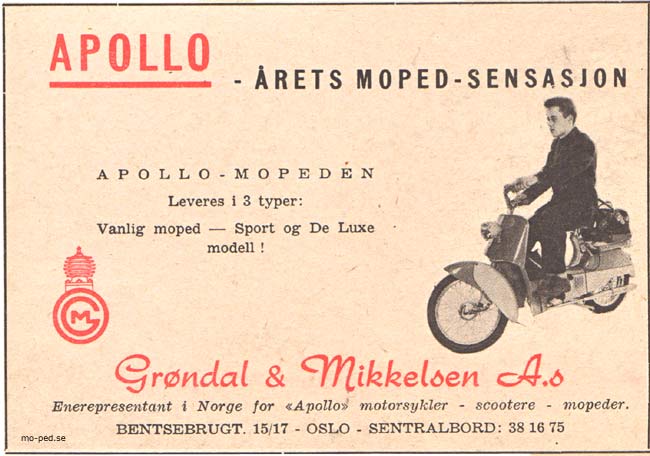 APOLLO
- ÅRETS MOPED-SENSASJON
APOLLO-MOPEDEN
Leveres i 3 typer:
Vanlig moped — Sport og De Luxe
modell !
GM
Grøndal & Mikkelsen A.s
Enerepresentant i Norge for «Apollo» motorsykler - scootere - mopeder.
BENTSEBRUGT. 15/17 - OSLO - SENTRALBORD: 38 16 75
mo-ped.se